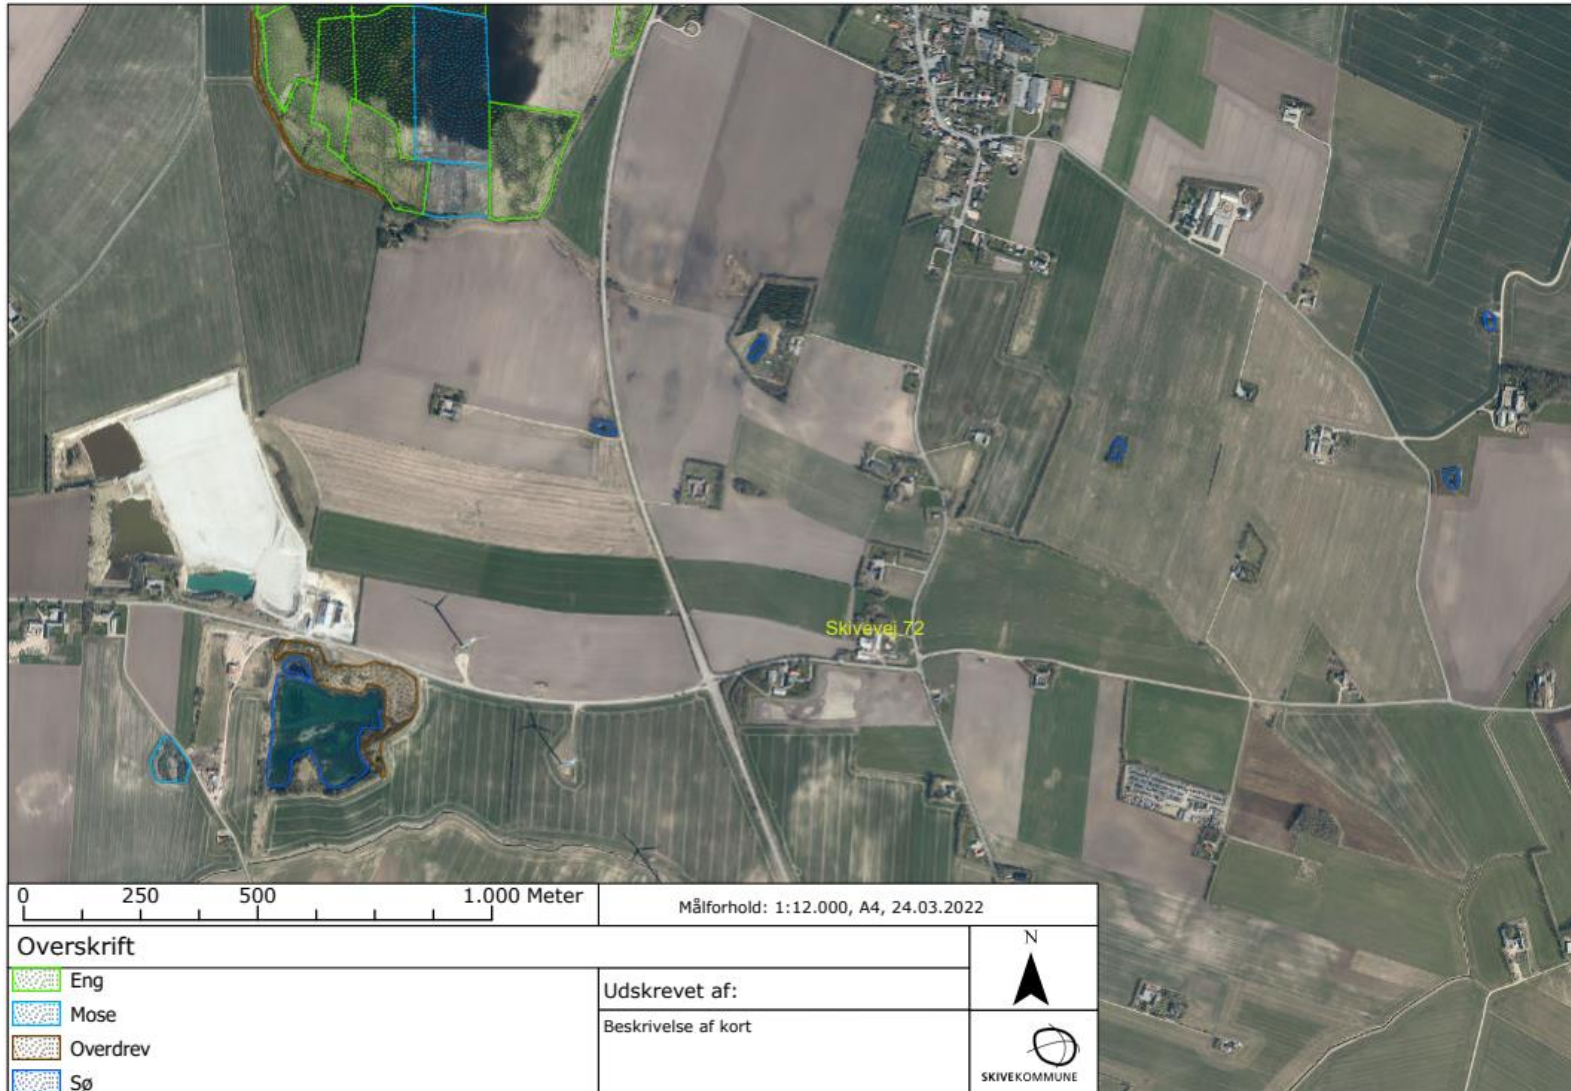 Skivevej 72
0 250 500 1.000 Meter
Målforhold: 1:12.000, A4, 24.03.2022
Overskrift
N
Eng
Mose
Overdrev
Sø
Udskrevet af:
Beskrivelse af kort
SKIVEKOMMUNE